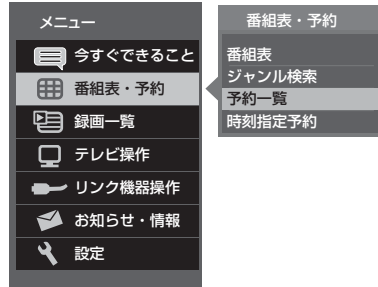 メニュー
今すぐできること
番組表・予約
録画一覧
テレビ操作
リンク機器操作
お知らせ・情報
設定
番組表・予約
番組表
ジャンル検索
予約一覧
時刻指定予約